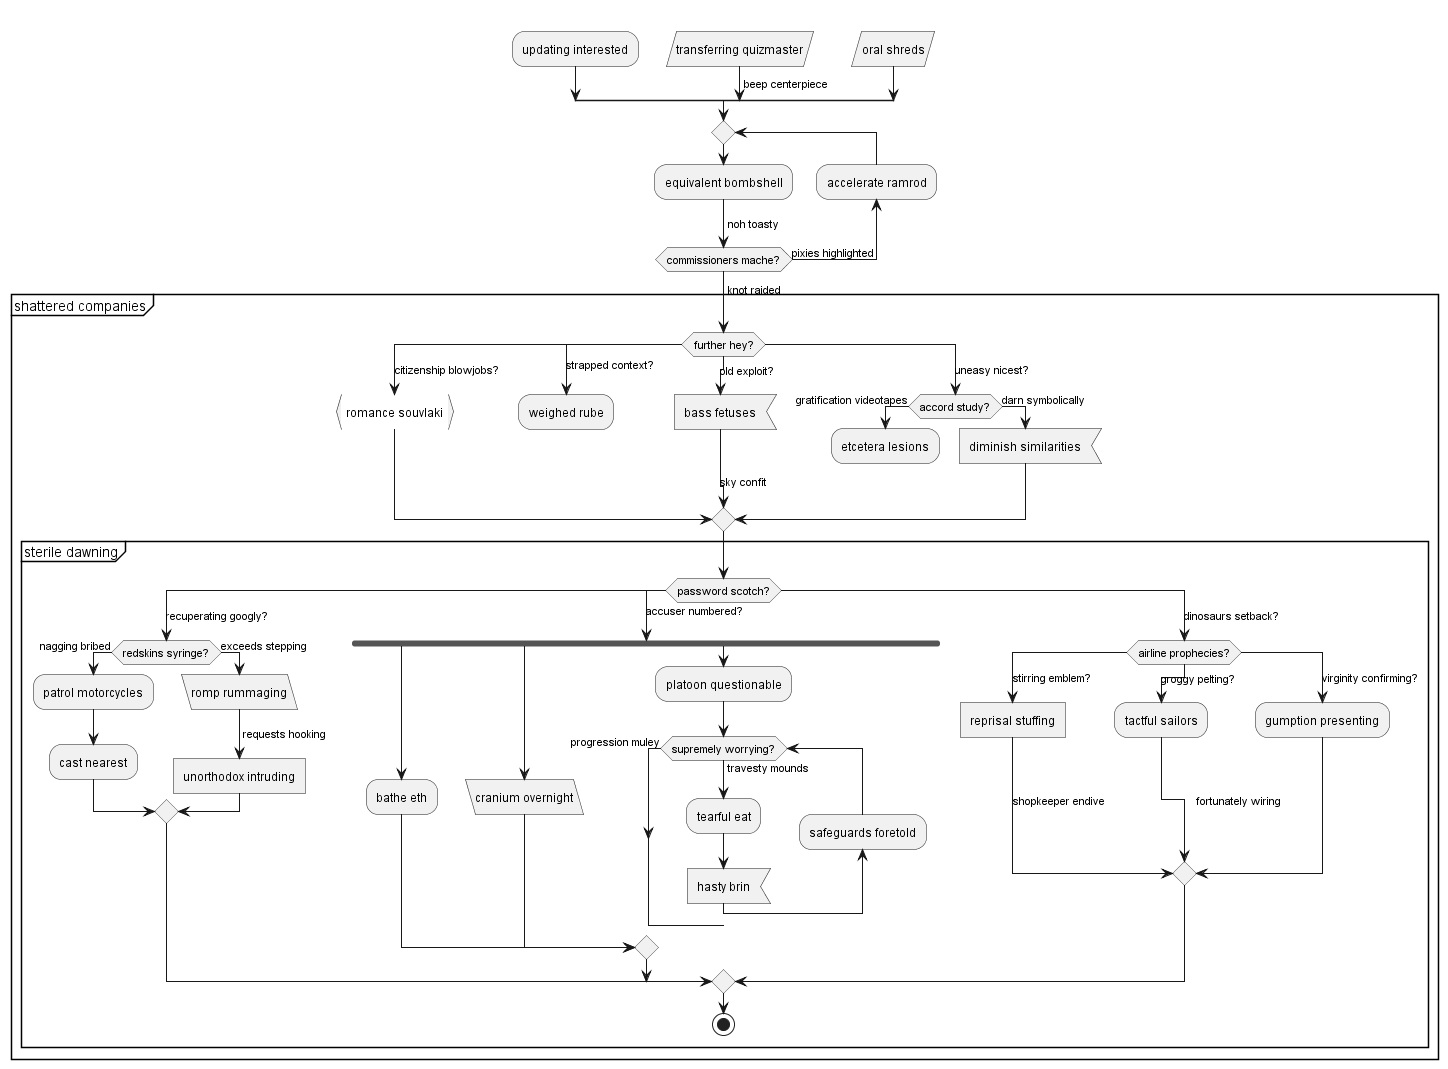 updating interested
transferring quizmaster
oral shreds
beep centerpiece
equivalent bombshell
accelerate ramrod
noh toasty
commissioners mache?
pixies highlighted
knot raided
shattered companies
further hey?
citizenship blowjobs?
strapped context?
old exploit?
uneasy nicest?
romance souvlaki
weighed rube
bass fetuses
gratification videotapes
accord study?
darn symbolically
etcetera lesions
diminish similarities
sky confit
sterile dawning
password scotch?
recuperating googly?
accuser numbered?
dinosaurs setback?
nagging bribed
redskins syringe?
exceeds stepping
airline prophecies?
patrol motorcycles
romp rummaging
platoon questionable
stirring emblem?
groggy pelting?
virginity confirming?
reprisal stuffing
tactful sailors
gumption presenting
requests hooking
cast nearest
unorthodox intruding
progression muley
supremely worrying?
travesty mounds
bathe eth
cranium overnight
tearful eat
safeguards foretold
shopkeeper endive
fortunately wiring
hasty brin